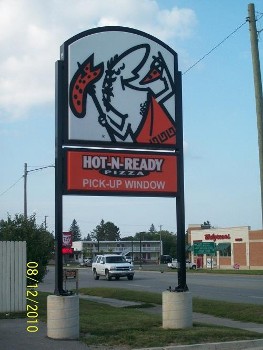 HOT-N-READY
PIZZA
PICK-UP WINDOW
Walgreens
08/12/2010